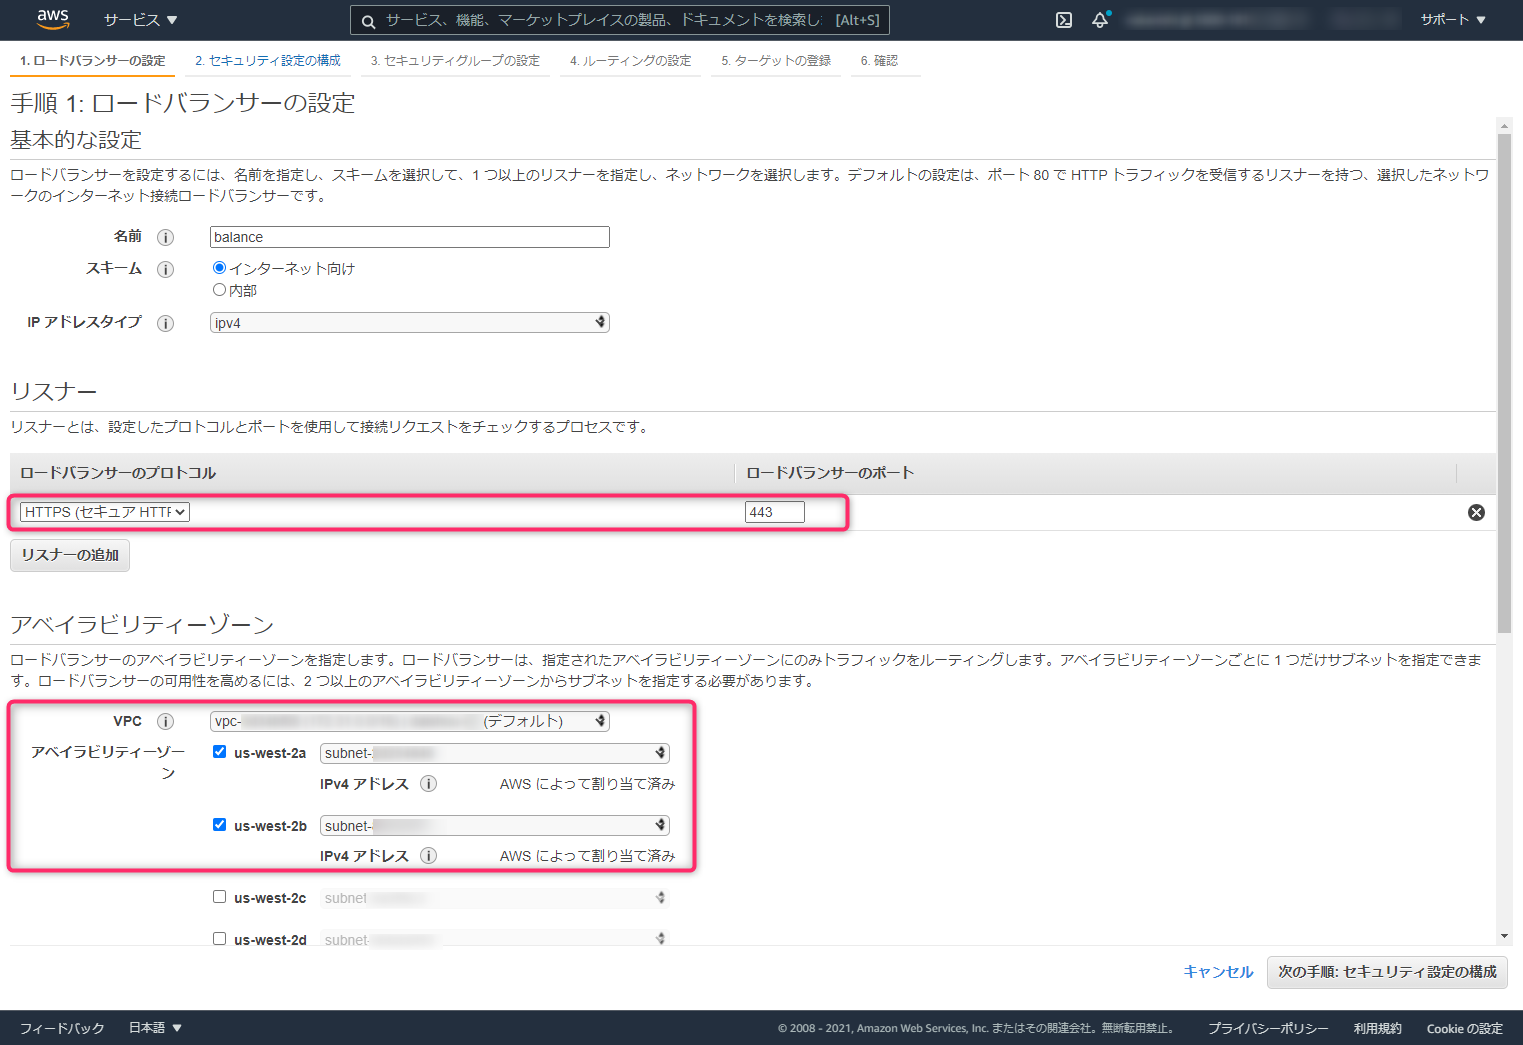 aws サービス ▼ サービス、機能、マーケットプレイスの製品、ドキュメントを検索し [Alt+S] サポート ▼
1. ロードバランサーの設定 2. セキュリティ設定の構成 3. セキュリティグループの設定 4. ルーティングの設定 5. ターゲットの登録 6. 確認
手順 1: ロードバランサーの設定
基本的な設定
ロードバランサーを設定するには、名前を指定し、スキームを選択して、1 つ以上のリスナーを指定し、ネットワークを選択します。デフォルトの設定は、ポート 80 で HTTP トラフィックを受信するリスナーを持つ、選択したネットワ
ークのインターネット接続ロードバランサーです。
名前 i balance
スキーム i インターネット向け
内部
IP アドレスタイプ i ipv4
リスナー
リスナーとは、設定したプロトコルとポートを使用して接続リクエストをチェックするプロセスです。
ロードバランサーのプロトコル ロードバランサーのポート
HTTPS (セキュア HTTF 443
リスナーの追加
アベイラビリティーゾーン
ロードバランサーのアベイラビリティーゾーンを指定します。ロードバランサーは、指定されたアベイラビリティーゾーンにのみトラフィックをルーティングします。アベイラビリティーゾーンごとに 1 つだけサブネットを指定できま
す。ロードバランサーの可用性を高めるには、2 つ以上のアベイラビリティーゾーンからサブネットを指定する必要があります。
VPC i vpc- (デフォルト)
アベイラビリティーゾー us-west-2a subnet-
ン
IPv4 アドレス i AWS によって割り当て済み
us-west-2b subnet-
IPv4 アドレス i AWS によって割り当て済み
us-west-2c subnet
us-west-2d subnet-
キャンセル 次の手順: セキュリティ設定の構成
フィードバック 日本語 ▼ © 2008 - 2021, Amazon Web Services, Inc. またはその関連会社。無断転用禁止。 プライバシーポリシー 利用規約 Cookie の設定